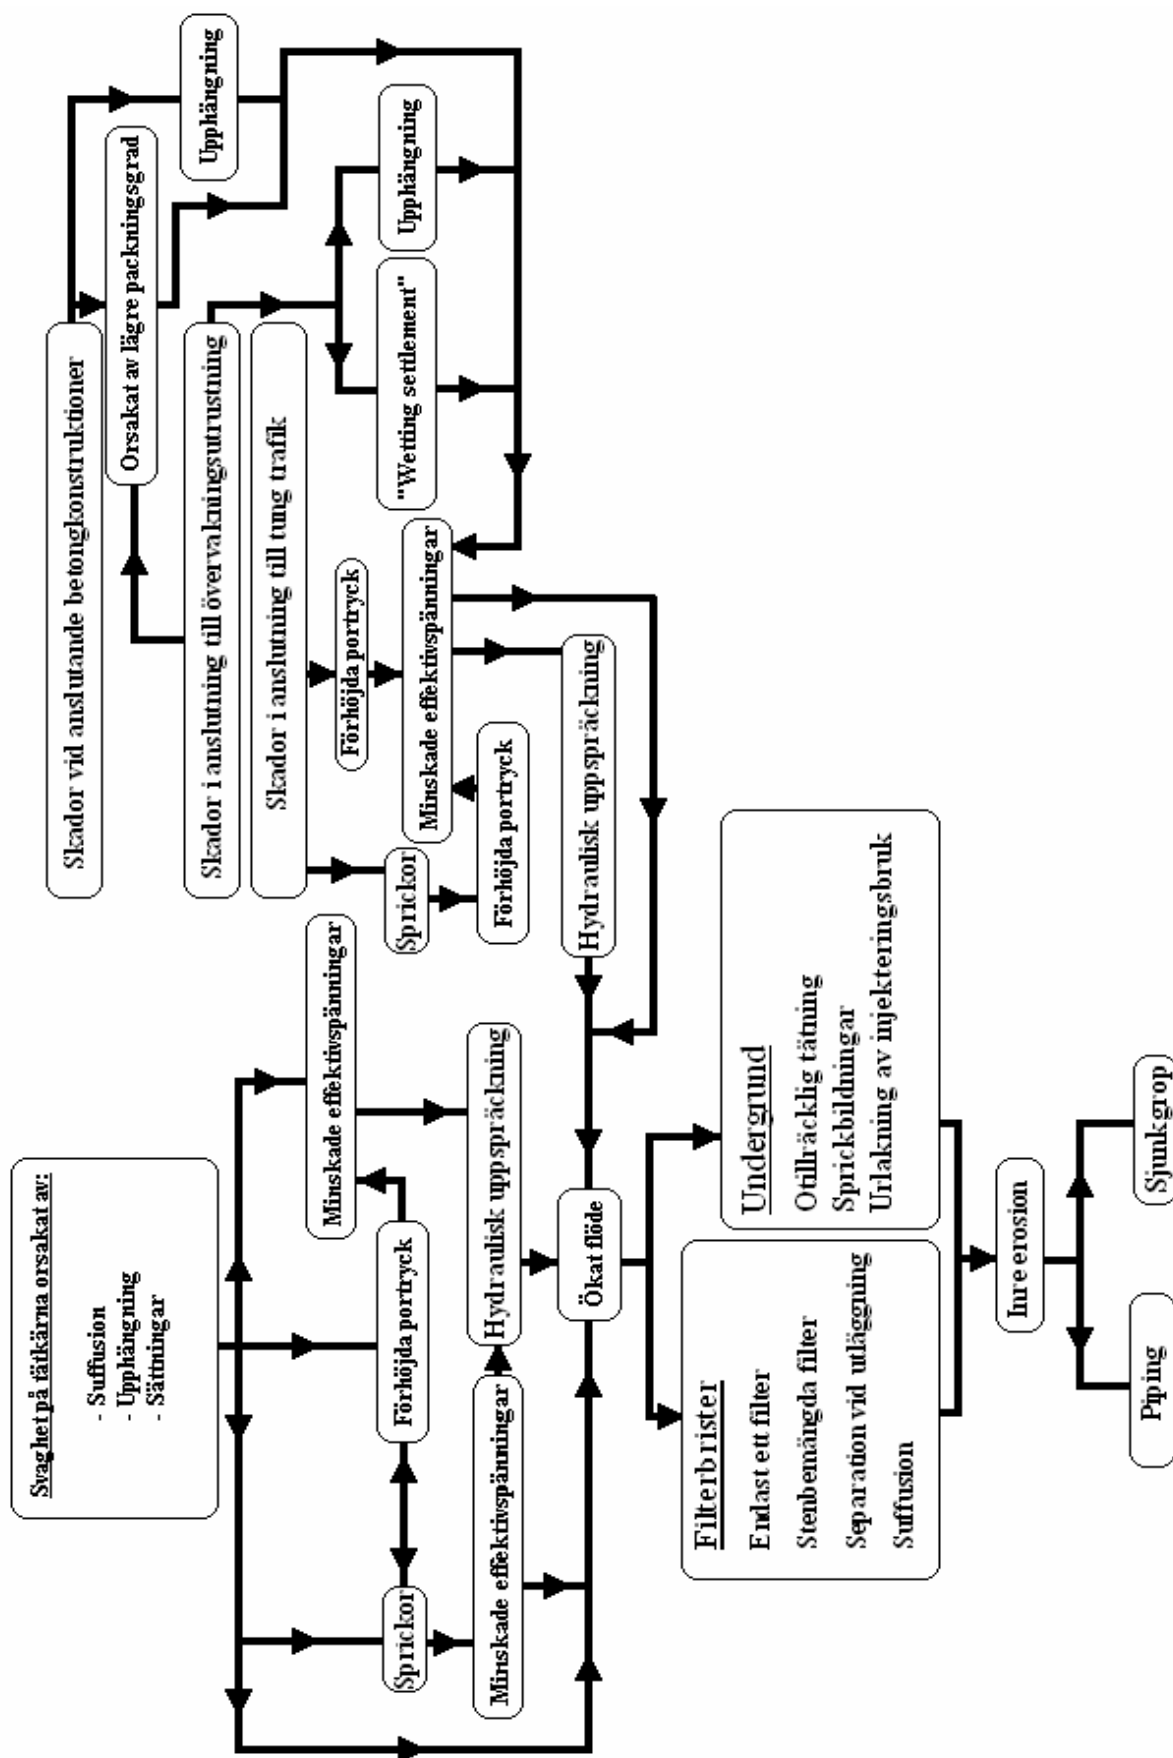 Svaghet på tätkärna orsakat av:
- Suffusion
- Upphängning
- Sättningar
Sprickor
Förhöjda portryck
Minskade effektivspänningar
Minskade effektivspänningar
Hydraulisk uppspräckning
Skador vid anslutande betongkonstruktioner
Orsakat av lägre packningsgrad
Upphängning
Skador i anslutning till övervakningsutrustning
Skador i anslutning till tung trafik
Förhöjda portryck
"Wetting settlement"
Upphängning
Sprickor
Minskade effektivspänningar
Förhöjda portryck
Hydraulisk uppspräckning
Ökat flöde
Filterbrister
Endast ett filter
Stenbemängda filter
Separation vid utläggning
Suffusion
Undergrund
Otillräcklig tätning
Sprickbildningar
Urlakning av injekteringsbruk
Inre erosion
Piping
Sjunkgrop